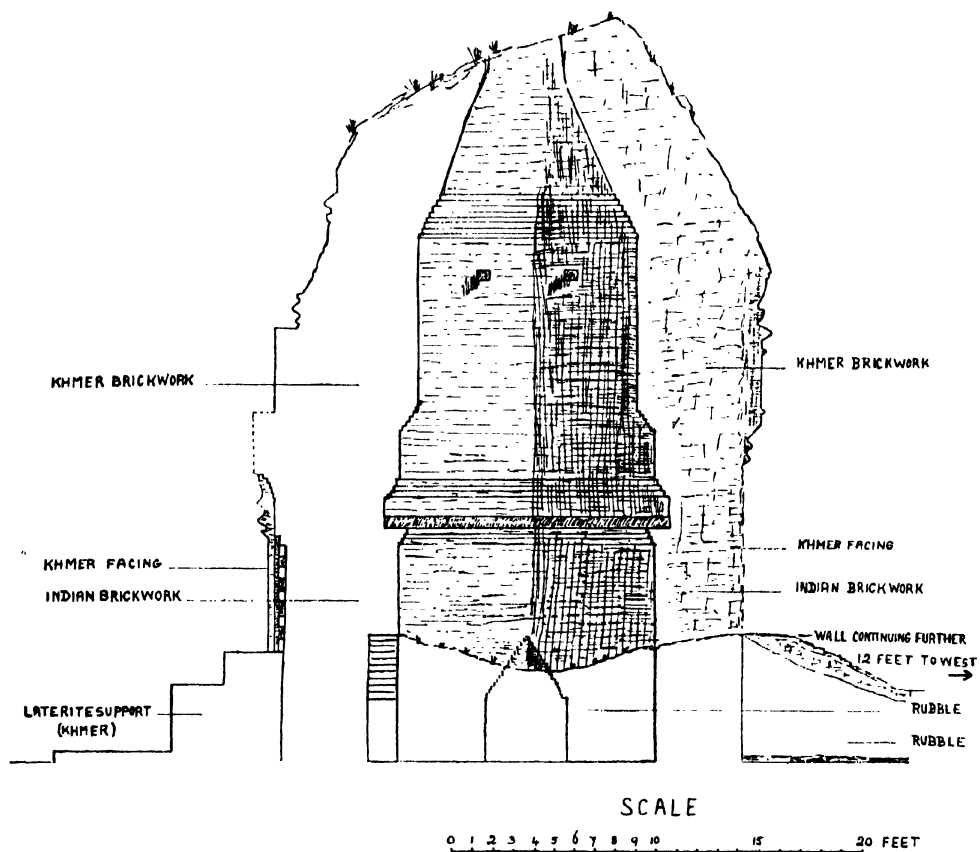 KHMER BRICKWORK
KHMER BRICKWORK
KHMER FACING
KHMER FACING
INDIAN BRICKWORK
INDIAN BRICKWORK
WALL CONTINUING FURTHER
12 FEET TO WEST
LATERITE SUPPORT
(KHMER)
RUBBLE
RUBBLE
SCALE
0 1 2 3 4 5 6 7 8 9 10 15 20 FEET